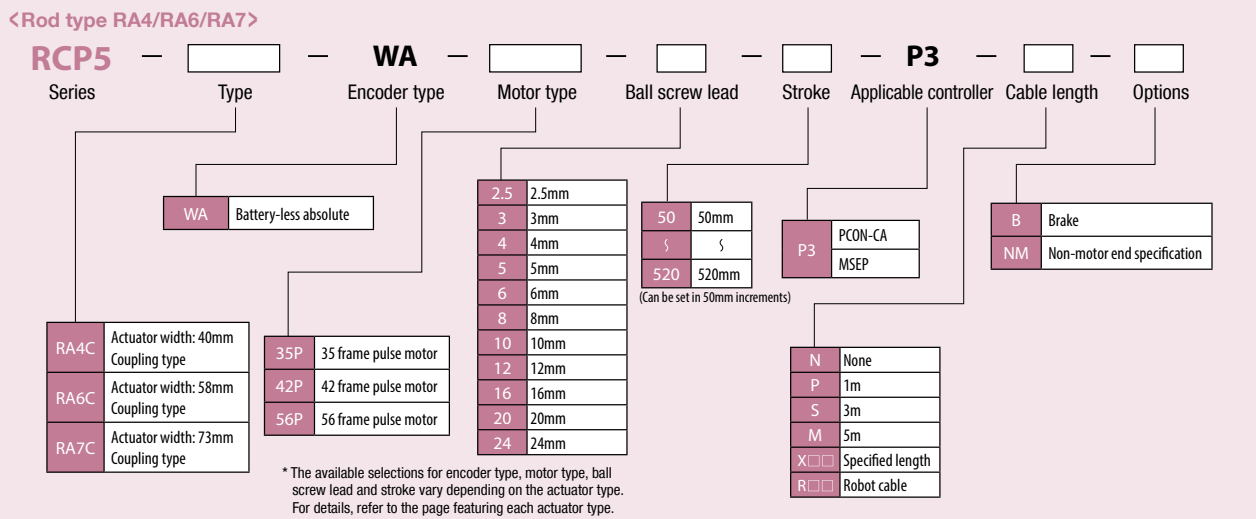 <Rod type RA4/RA6/RA7>
RCP5 — — WA — — — — P3 — —
Series Type Encoder type Motor type Ball screw lead Stroke Applicable controller Cable length Options
WA Battery-less absolute
RA4C Actuator width: 40mm
Coupling type
RA6C Actuator width: 58mm
Coupling type
RA7C Actuator width: 73mm
Coupling type
35P 35 frame pulse motor
42P 42 frame pulse motor
56P 56 frame pulse motor
2.5 2.5mm
3 3mm
4 4mm
5 5mm
6 6mm
8 8mm
10 10mm
12 12mm
16 16mm
20 20mm
24 24mm
50 50mm
〜 〜
520 520mm
(Can be set in 50mm increments)
P3 PCON-CA
MSEP
N None
P 1m
S 3m
M 5m
X□□ Specified length
R□□ Robot cable
B Brake
NM Non-motor end specification
* The available selections for encoder type, motor type, ball
screw lead and stroke vary depending on the actuator type.
For details, refer to the page featuring each actuator type.